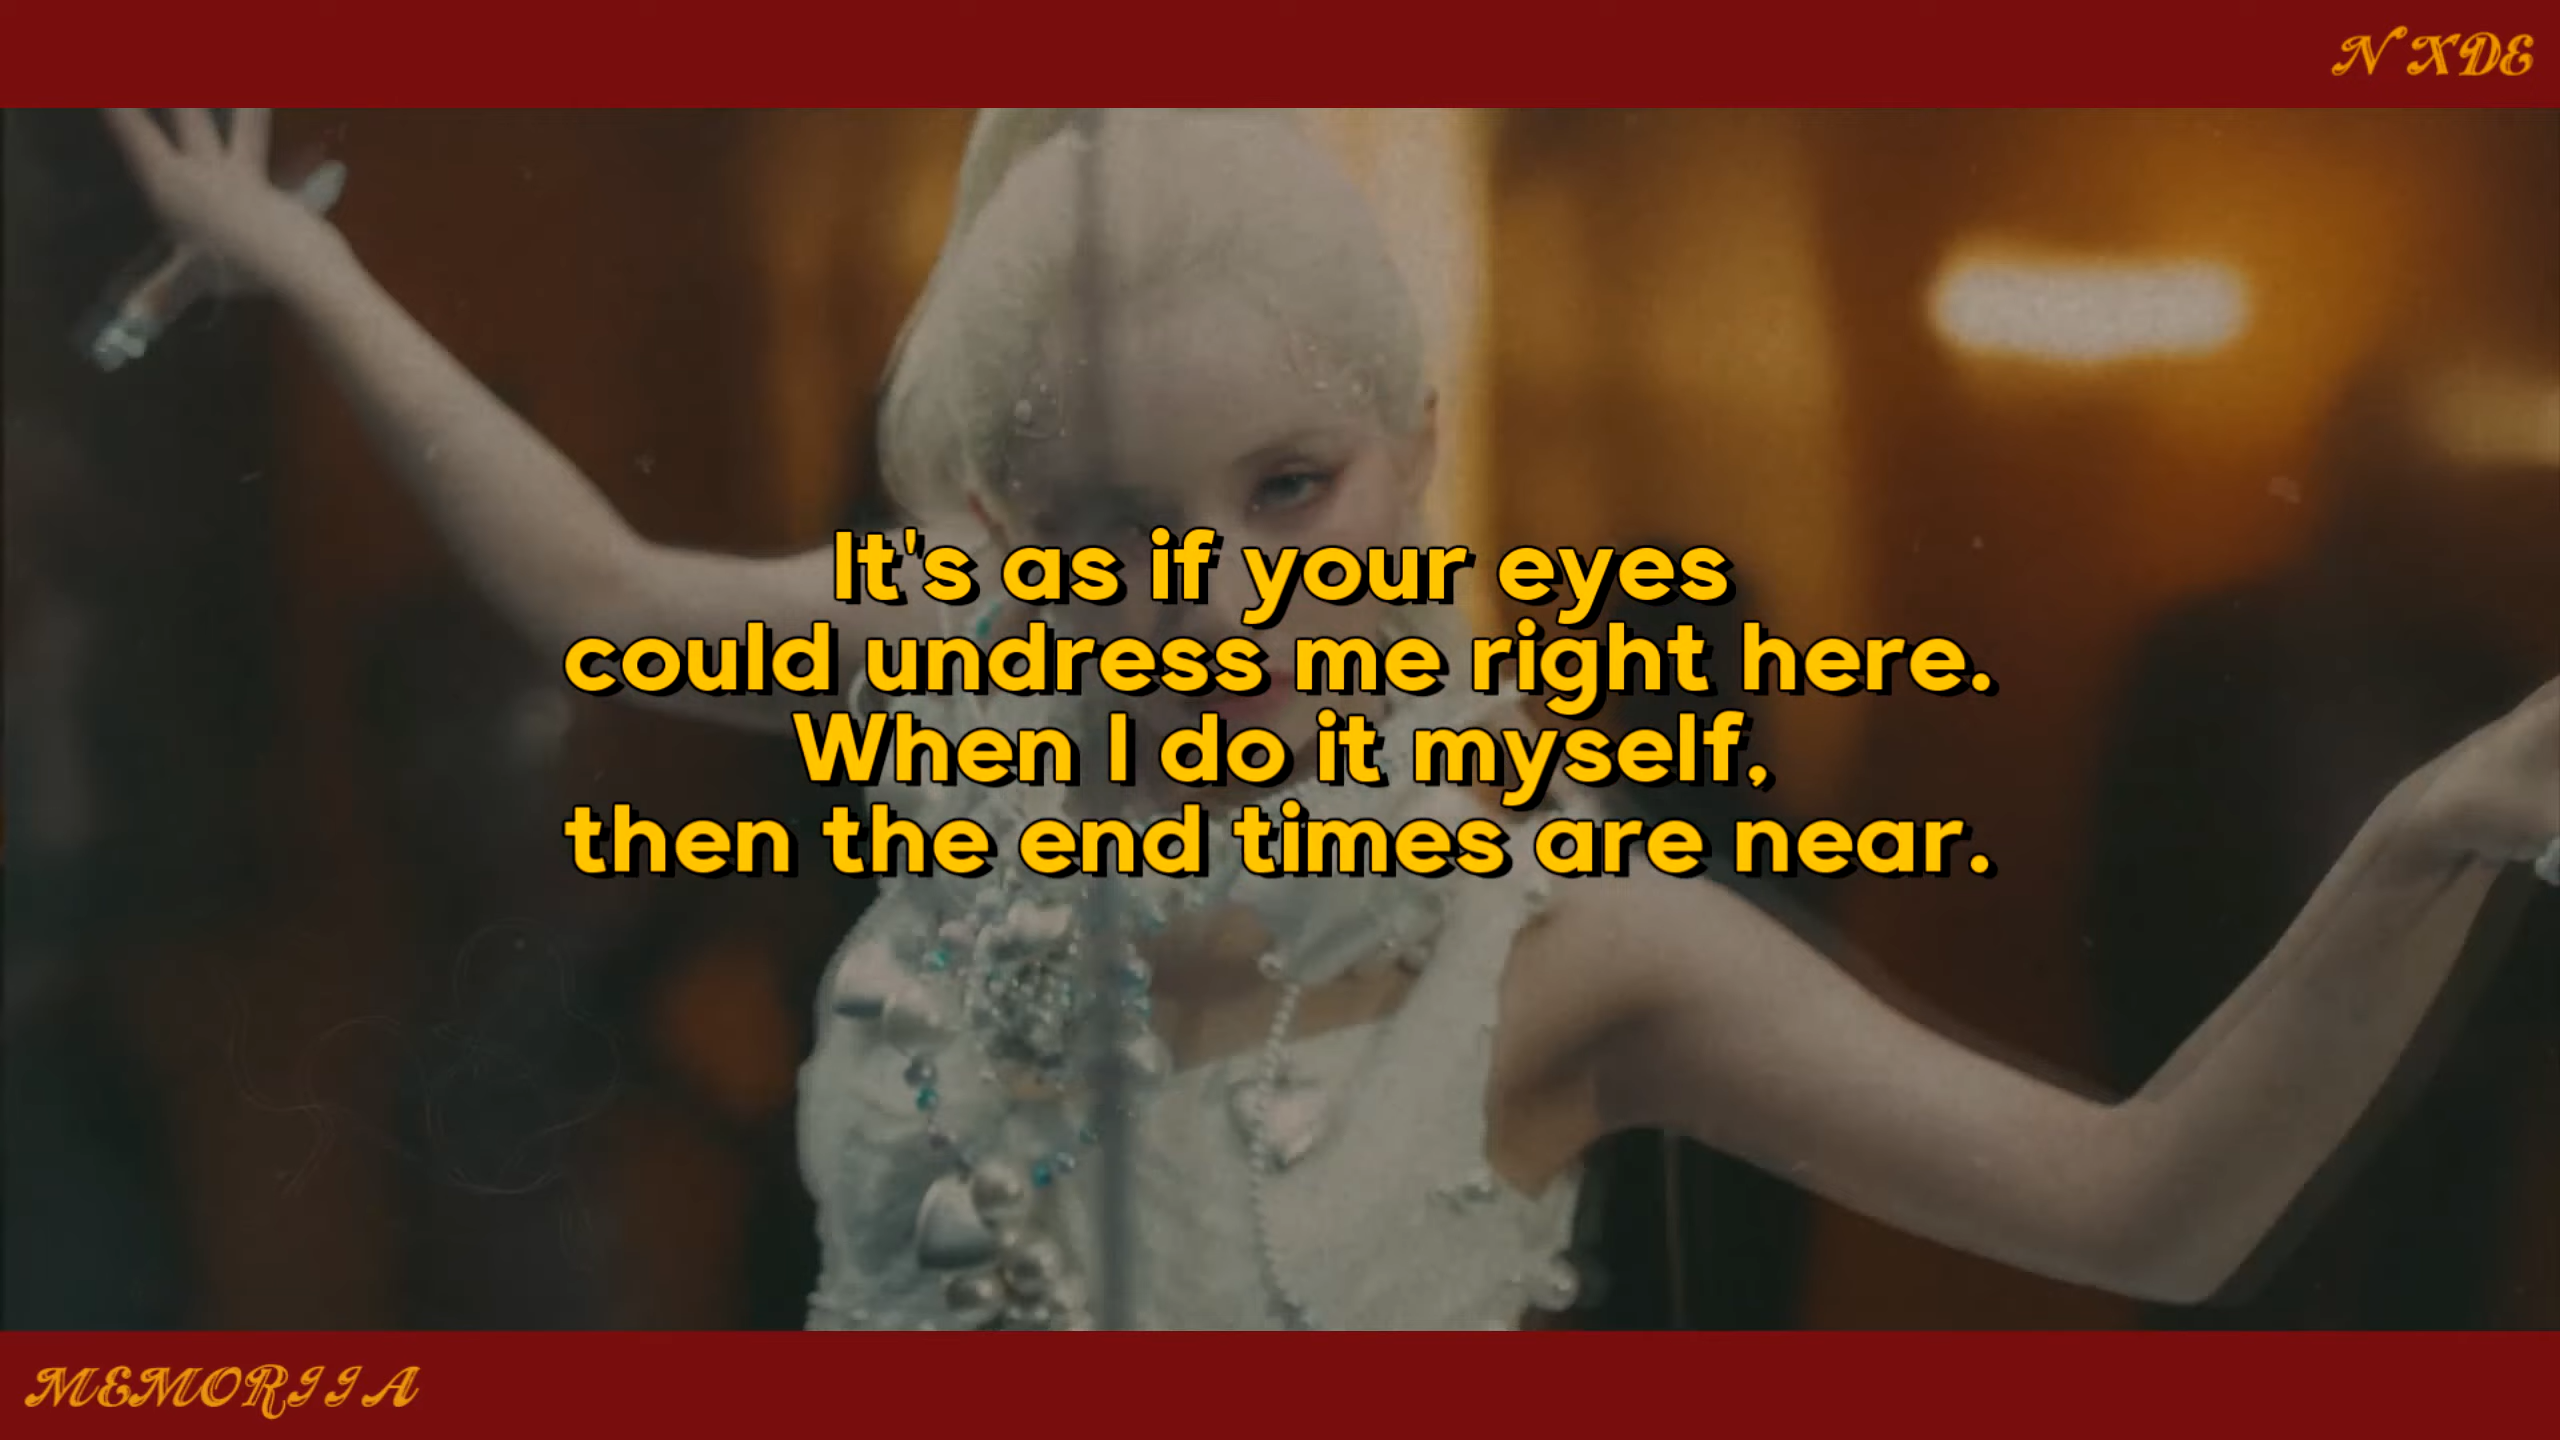 NXDE
It's as if your eyes
could undress me right here.
When I do it myself,
then the end times are near.
MEMORIIA